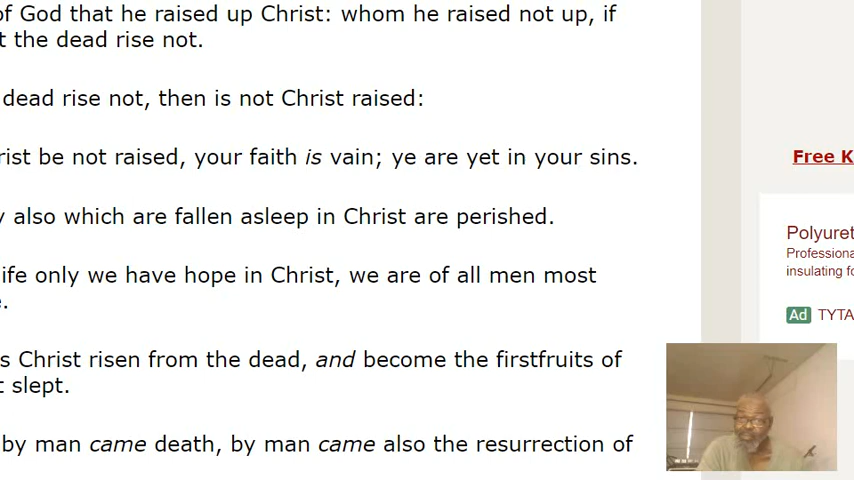 of God that he raised up Christ: whom he raised not up, if
t the dead rise not.
dead rise not, then is not Christ raised:
rist be not raised, your faith is vain; ye are yet in your sins.
y also which are fallen asleep in Christ are perished.
ife only we have hope in Christ, we are of all men most
e.
s Christ risen from the dead, and become the firstfruits of
t slept.
by man came death, by man came also the resurrection of
Free K
Polyuret
Professiona
insulating fo
Ad TYTA